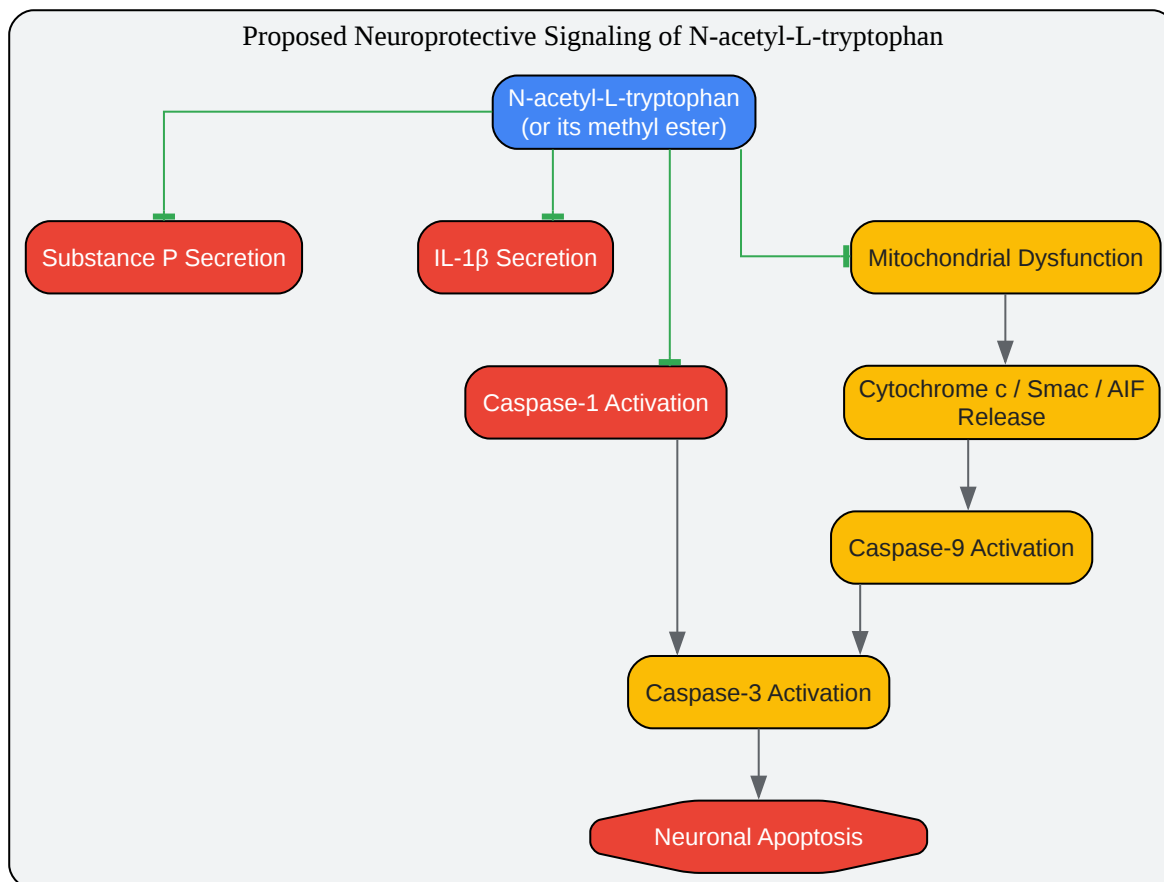 Proposed Neuroprotective Signaling of N-acetyl-L-tryptophan
N-acetyl-L-tryptophan
(or its methyl ester)
Substance P Secretion
IL-1β Secretion
Mitochondrial Dysfunction
Caspase-1 Activation
Cytochrome c / Smac / AIF
Release
Caspase-9 Activation
Caspase-3 Activation
Neuronal Apoptosis